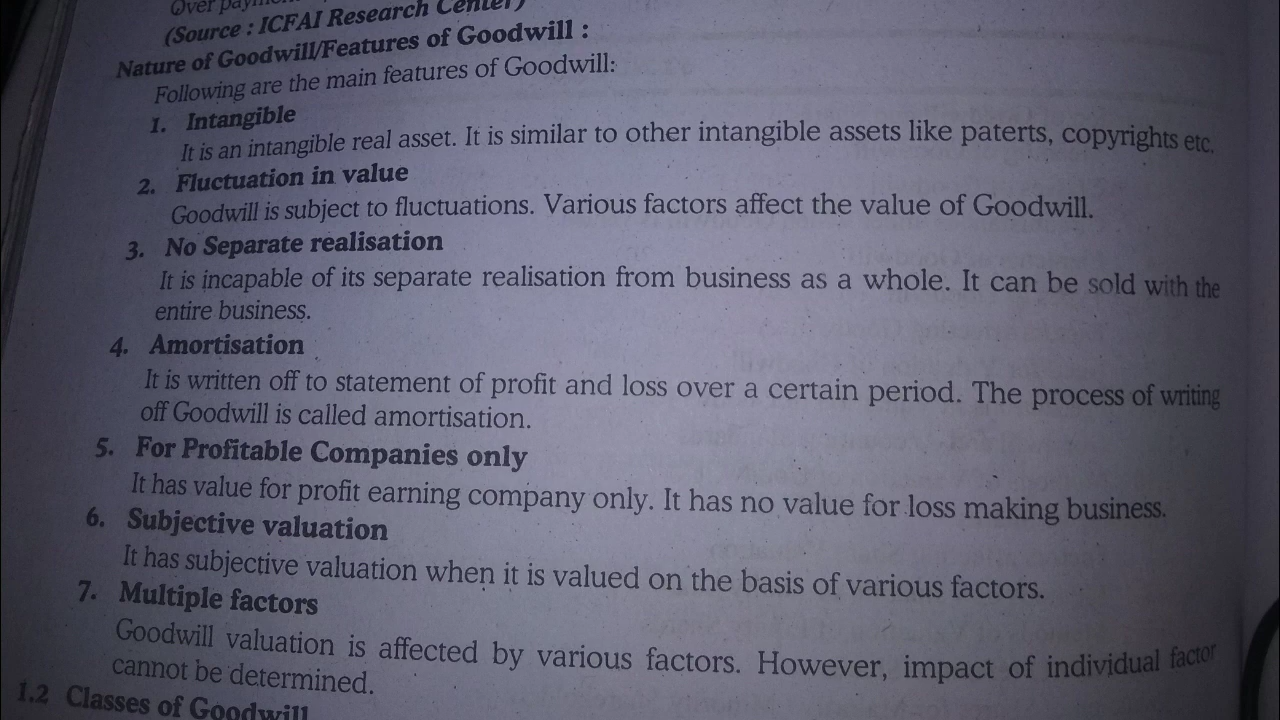 Over
(Source : ICFAI Research Center)
Nature of Goodwill/Features of Goodwill :
Following are the main features of Goodwill:
1. Intangible
It is an intangible real asset. It is similar to other intangible assets like paterts, copyrights etc.
2. Fluctuation in value
Goodwill is subject to fluctuations. Various factors affect the value of Goodwill.
3. No Separate realisation
It is incapable of its separate realisation from business as a whole. It can be sold with the
entire business.
4. Amortisation
It is written off to statement of profit and loss over a certain period. The process of writing
off Goodwill is called amortisation.
5. For Profitable Companies only
It has value for profit earning company only. It has no value for loss making business.
6. Subjective valuation
It has subjective valuation when it is valued on the basis of various factors.
7. Multiple factors
Goodwill valuation is affected by various factors. However, impact of individual factor
cannot be determined.
1.2 Classes of Goodwill